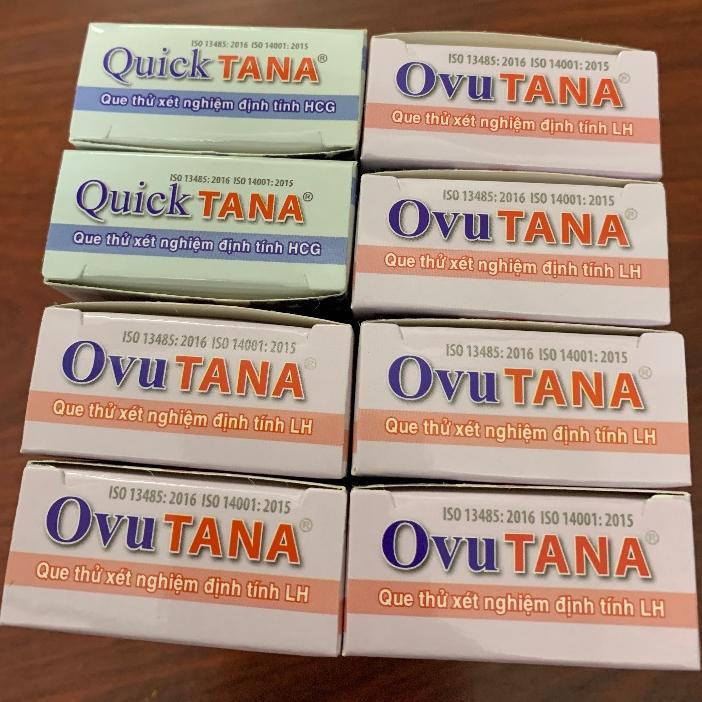 ISO 13485: 2016 ISO 14001: 2015
Quick TANA®
Que thử xét nghiệm định tính HCG
ISO 13485: 2016 ISO 14001: 2015
OvuTANA®
Que thử xét nghiệm định tính LH
ISO 13485: 2016 ISO 14001: 2015
Quick TANA®
Que thử xét nghiệm định tính HCG
ISO 13485: 2016 ISO 14001: 2015
OvuTANA®
Que thử xét nghiệm định tính LH
ISO 13485: 2016 ISO 14001: 2015
OvuTANA®
Que thử xét nghiệm định tính LH
ISO 13485: 2016 ISO 14001: 2015
OvuTANA®
Que thử xét nghiệm định tính LH
ISO 13485: 2016 ISO 14001: 2015
OvuTANA®
Que thử xét nghiệm định tính LH
ISO 13485: 2016 ISO 14001: 2015
OvuTANA®
Que thử xét nghiệm định tính LH